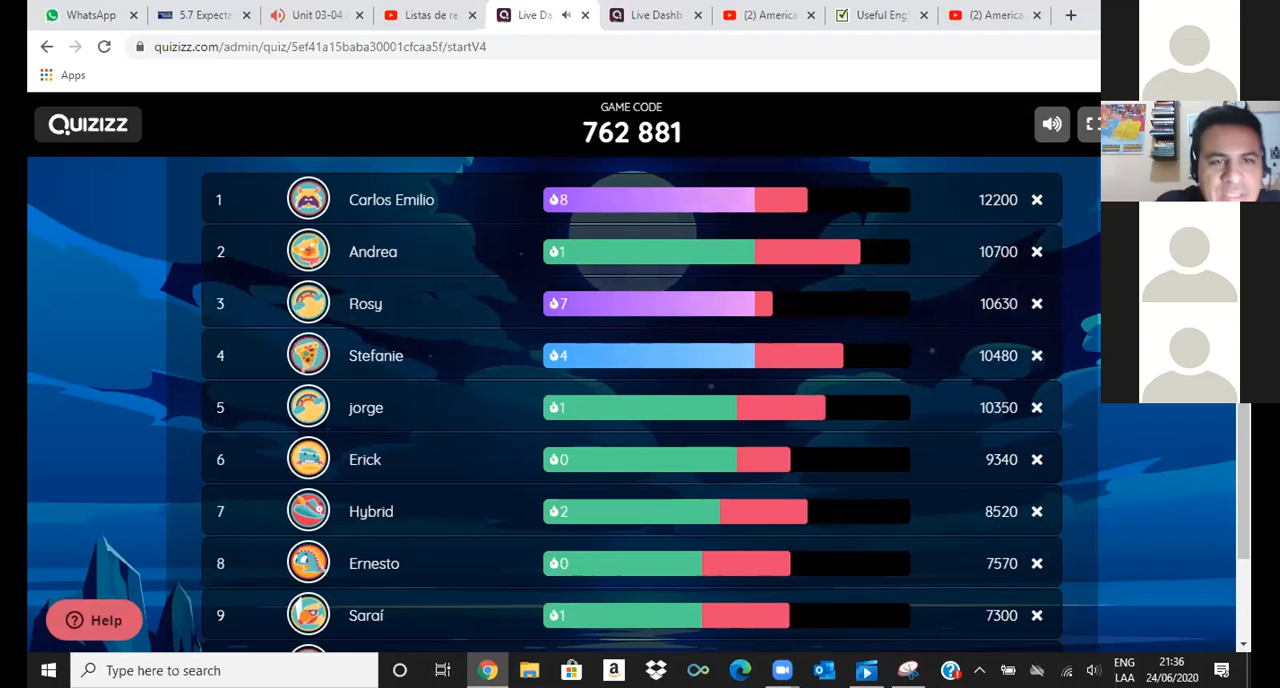 WhatsApp
5.7 Expecta
Unit 03-04
Listas de re
Live Da
Live Dashb
(2) America
Useful Eng
(2) America
quizizz.com/admin/quiz/5ef41a15baba30001cfcaa5f/startV4
Apps
QUIZIZZ
GAME CODE
762 881
1 Carlos Emilio 8 12200
2 Andrea 1 10700
3 Rosy 7 10630
4 Stefanie 4 10480
5 jorge 1 10350
6 Erick 0 9340
7 Hybrid 2 8520
8 Ernesto 0 7570
9 Saraí 1 7300
Help
Type here to search
ENG
LAA
21:36
24/06/2020